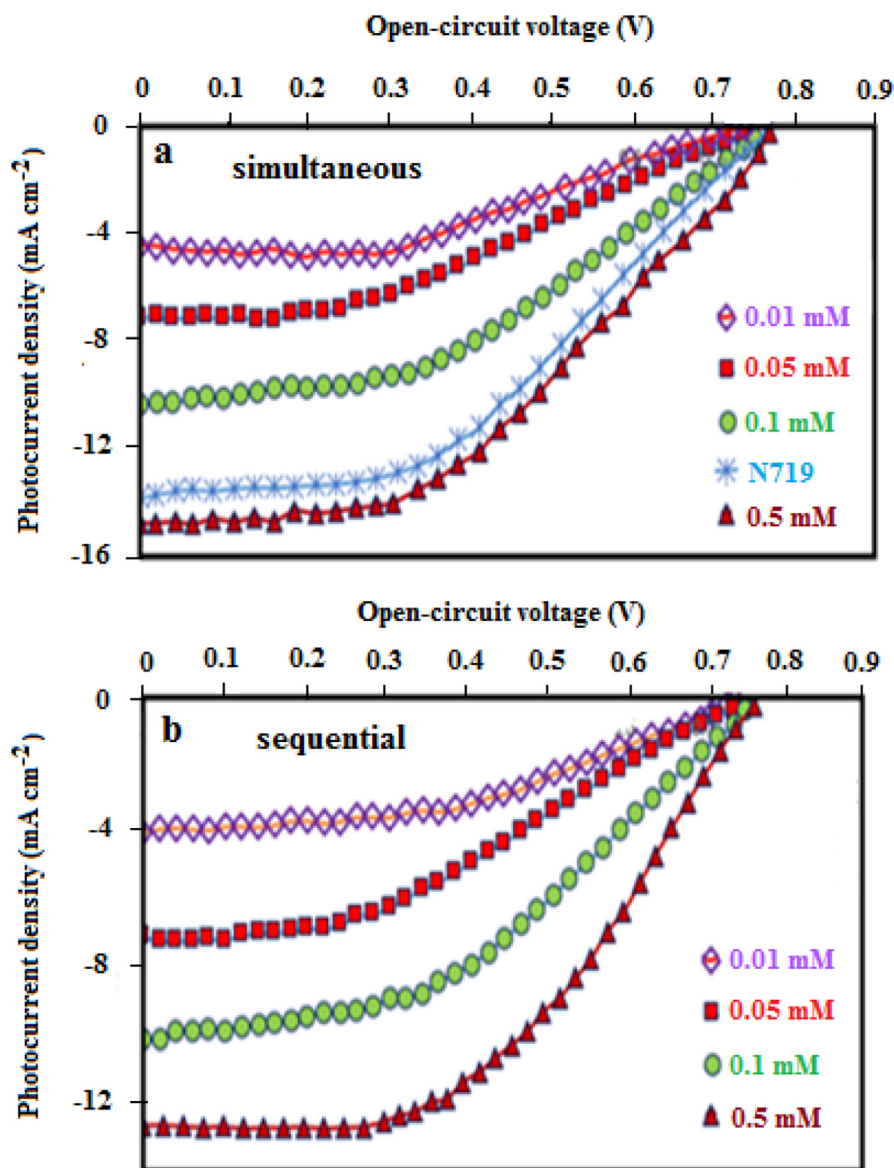 Open-circuit voltage (V)
0 0.1 0.2 0.3 0.4 0.5 0.6 0.7 0.8 0.9
Photocurrent density (mA cm⁻²)
0
-4
-8
-12
-16
a
simultaneous
0.01 mM
0.05 mM
0.1 mM
N719
0.5 mM
Open-circuit voltage (V)
0 0.1 0.2 0.3 0.4 0.5 0.6 0.7 0.8 0.9
Photocurrent density (mA cm⁻²)
0
-4
-8
-12
b
sequential
0.01 mM
0.05 mM
0.1 mM
0.5 mM